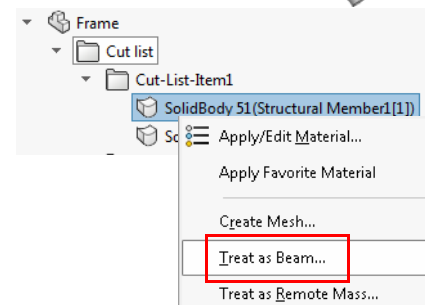 Frame
Cut list
Cut-List-Item1
SolidBody 51(Structural Member1[1])
Apply/Edit Material...
Apply Favorite Material
Create Mesh...
Treat as Beam...
Treat as Remote Mass...